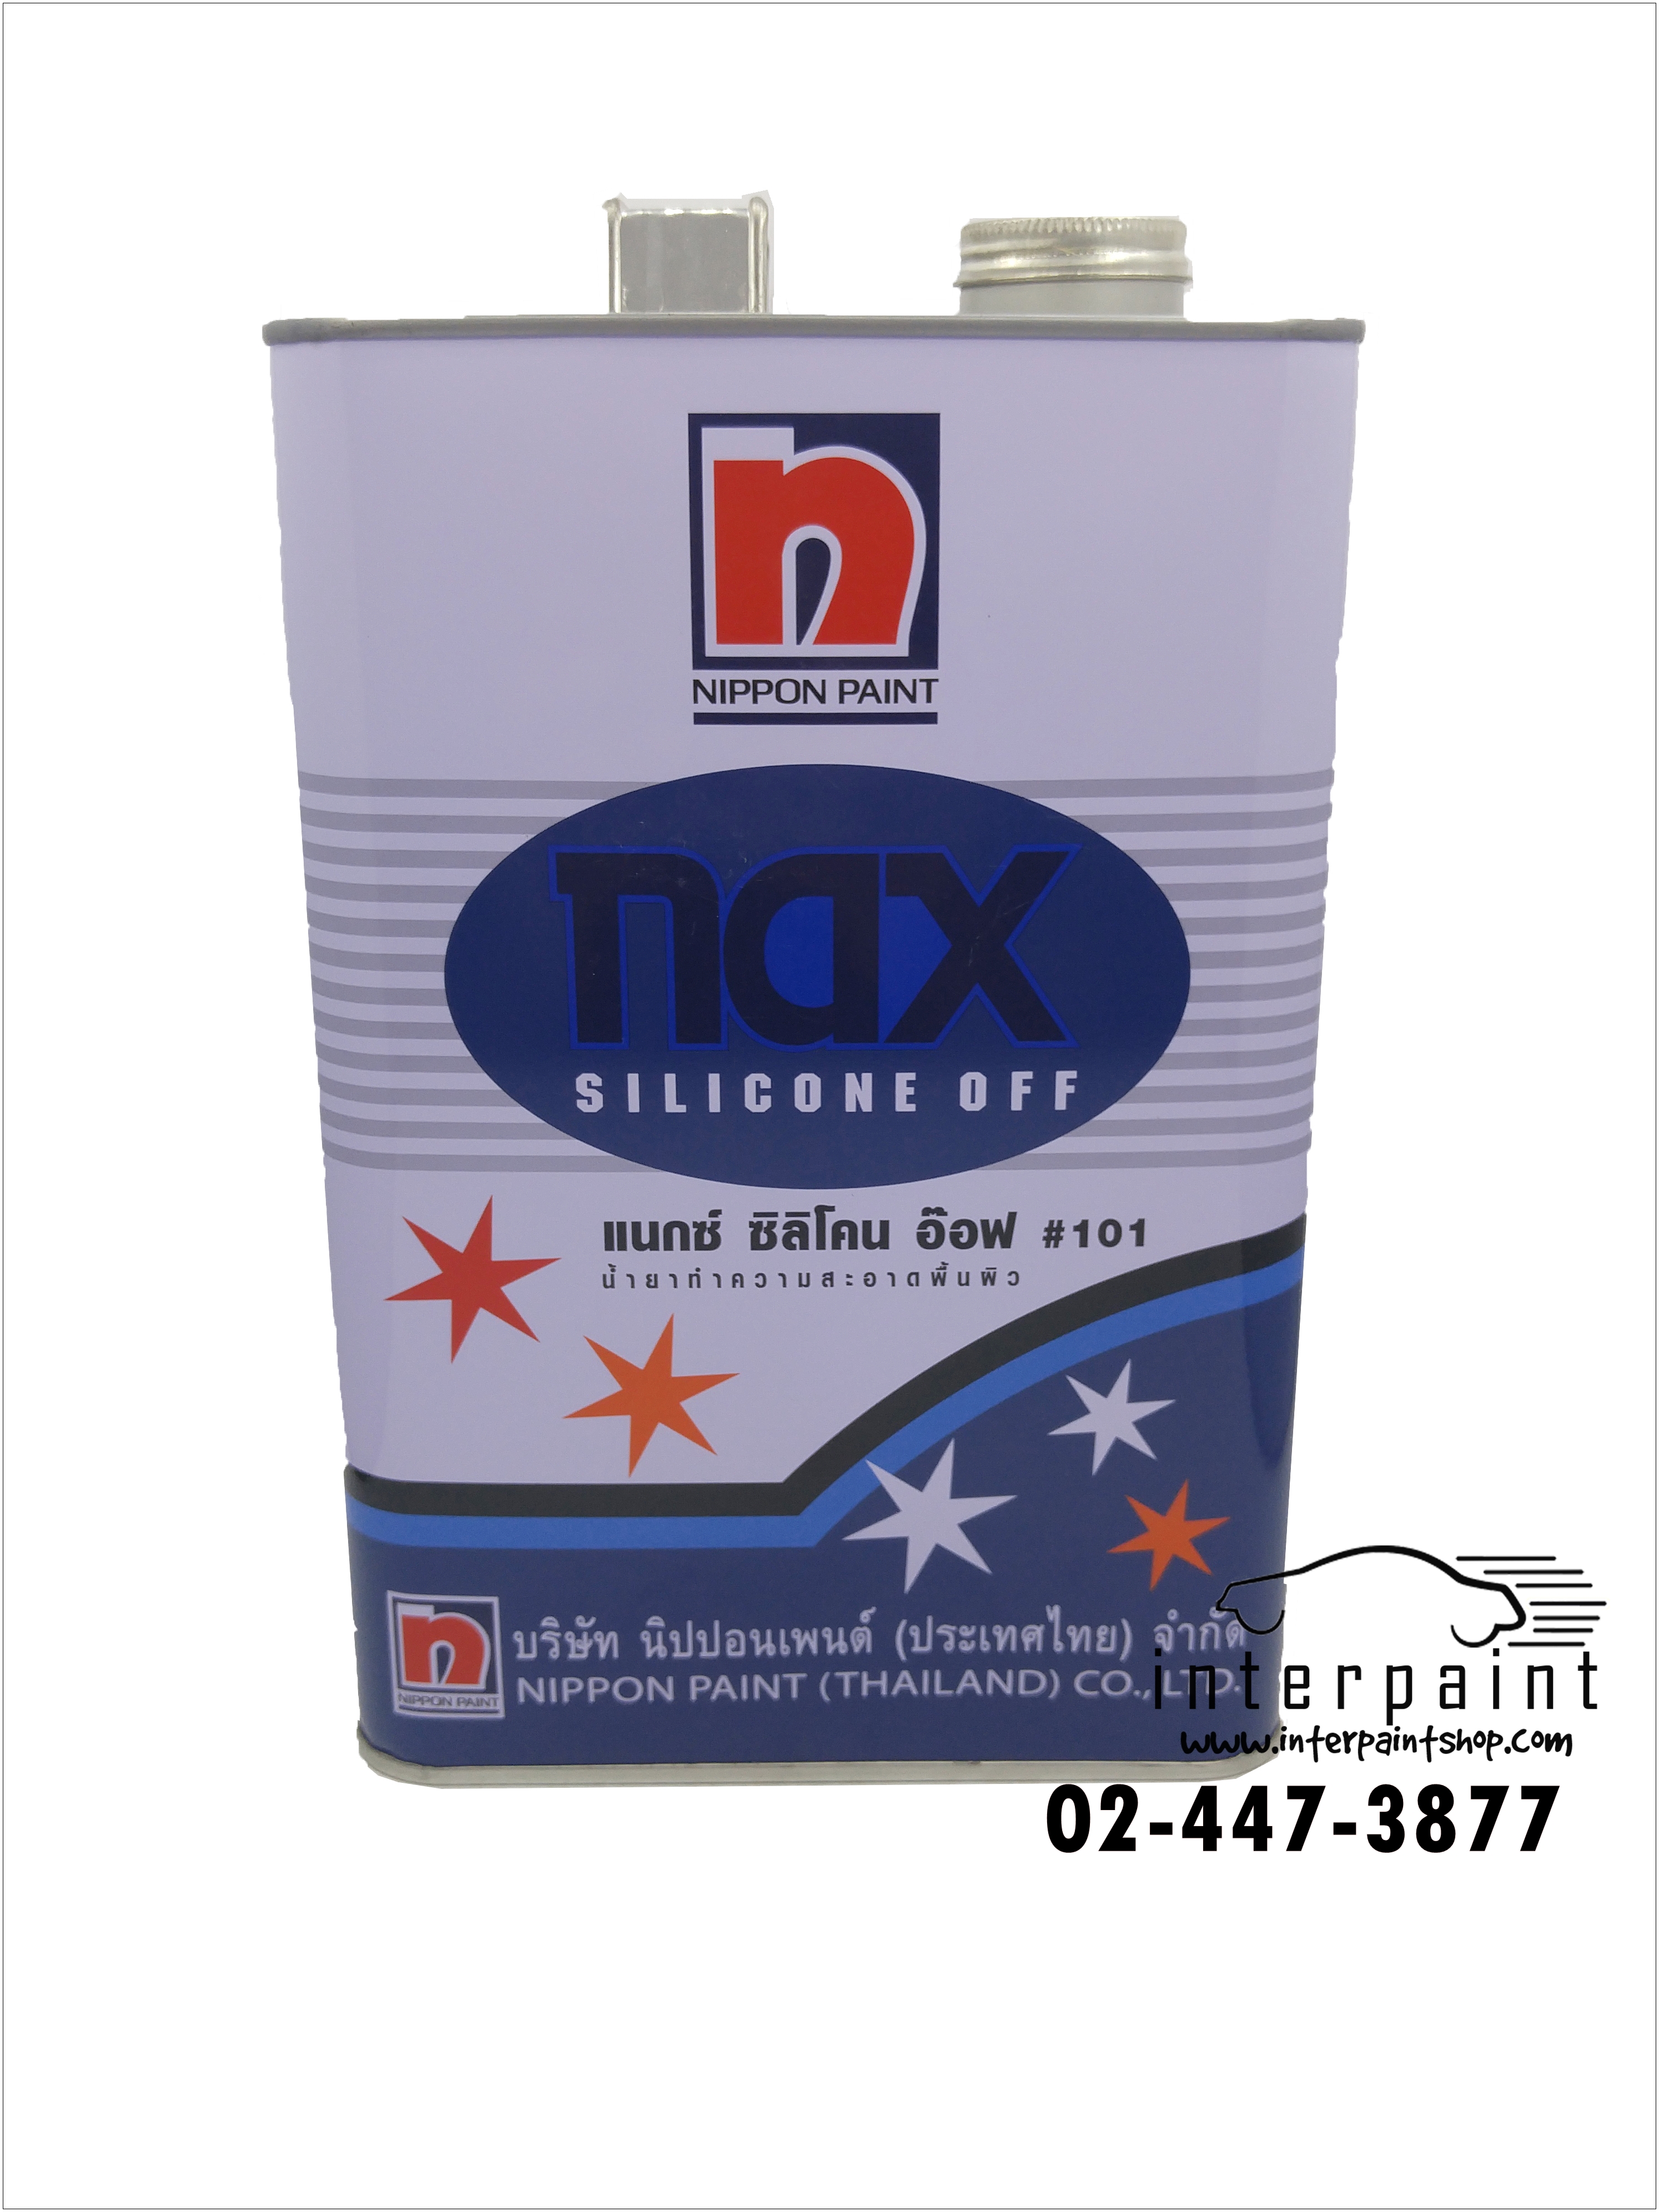 n
NIPPON PAINT
nax
SILICONE OFF
แนกซ์ ซิลิโคน อ๊อฟ #101
น้ำยาทำความสะอาดพื้นผิว
n
NIPPON PAINT
บริษัท นิปปอนเพนต์ (ประเทศไทย) จำกัด
NIPPON PAINT (THAILAND) CO., LTD.
interpaint
www.interpaintshop.com
02-447-3877